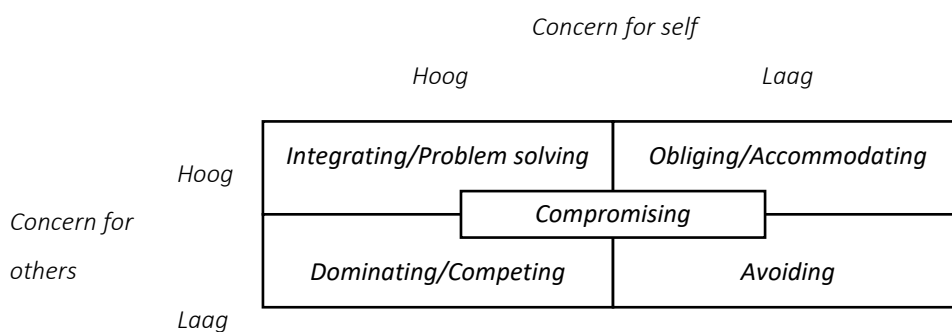 Concern for self
Hoog Laag
Integrating/Problem solving Obliging/Accommodating
Hoog
Compromising
Concern for
others
Dominating/Competing Avoiding
Laag